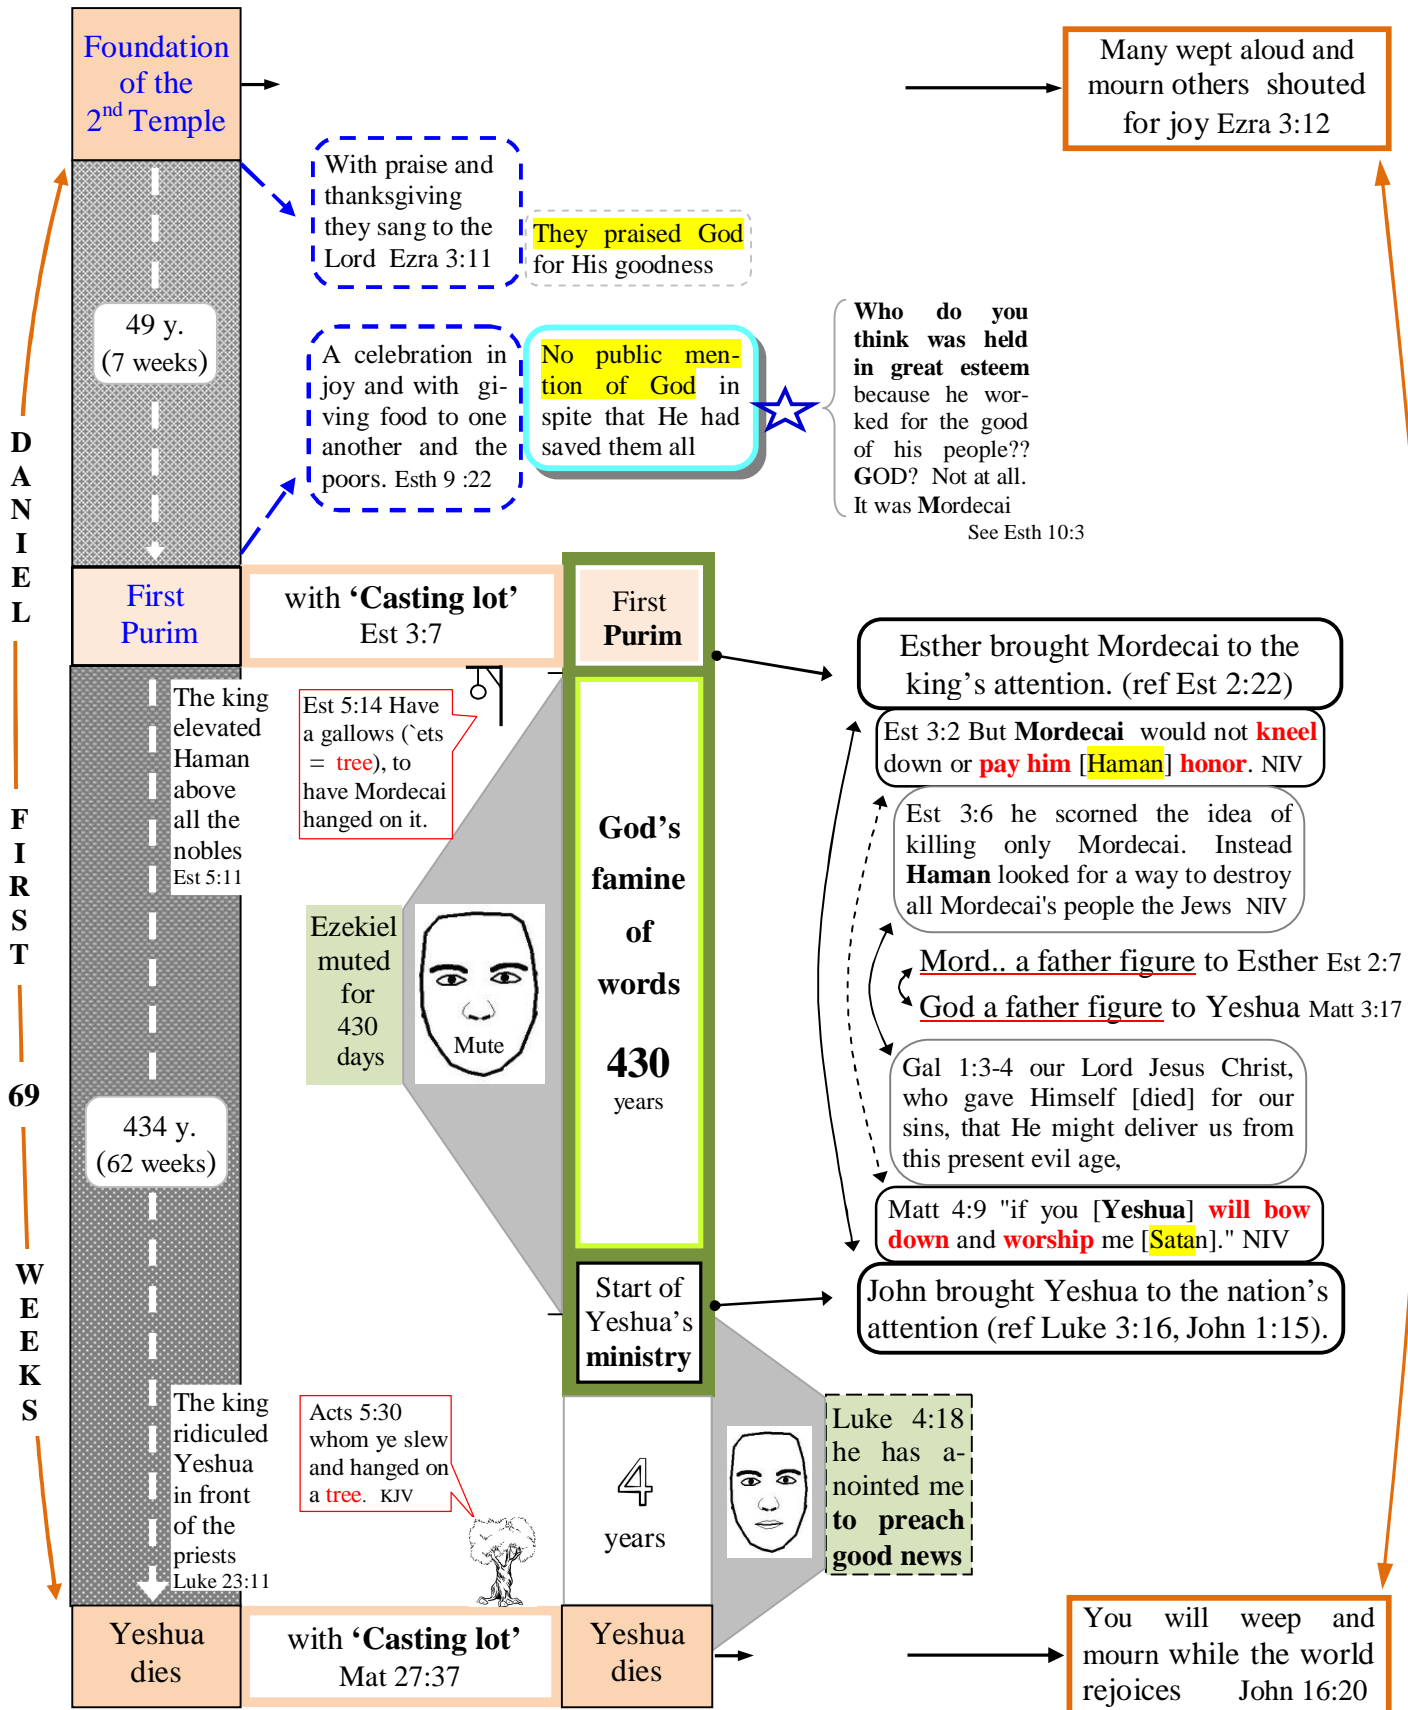 Foundation
of the
2nd Temple
Many wept aloud and
mourn others shouted
for joy Ezra 3:12
With praise and
thanksgiving
they sang to the
Lord Ezra 3:11
They praised God
for His goodness
49 y.
(7 weeks)
A celebration in
joy and with gi-
ving food to one
another and the
poors. Esth 9 :22
No public men-
tion of God in
spite that He had
saved them all
Who do you
think was held
in great esteem
because he wor-
ked for the good
of his people??
GOD? Not at all.
It was Mordecai
See Esth 10:3
DANIEL
FIRST
69
WEEKS
First
Purim
with ‘Casting lot’
Est 3:7
First
Purim
The king
elevated
Haman
above
all the
nobles
Est 5:11
Est 5:14 Have
a gallows (`ets
= tree), to
have Mordecai
hanged on it.
Ezekiel
muted
for
430
days
Mute
God’s
famine
of
words
430
years
Esther brought Mordecai to the
king’s attention. (ref Est 2:22)
Est 3:2 But Mordecai would not kneel
down or pay him [Haman] honor. NIV
Est 3:6 he scorned the idea of
killing only Mordecai. Instead
Haman looked for a way to destroy
all Mordecai's people the Jews NIV
Mord.. a father figure to Esther Est 2:7
God a father figure to Yeshua Matt 3:17
Gal 1:3-4 our Lord Jesus Christ,
who gave Himself [died] for our
sins, that He might deliver us from
this present evil age,
Matt 4:9 "if you [Yeshua] will bow
down and worship me [Satan]." NIV
John brought Yeshua to the nation’s
attention (ref Luke 3:16, John 1:15).
434 y.
(62 weeks)
Start of
Yeshua’s
ministry
The king
ridiculed
Yeshua
in front
of the
priests
Luke 23:11
Acts 5:30
whom ye slew
and hanged on
a tree. KJV
4
years
Luke 4:18
he has a-
nointed me
to preach
good news
Yeshua
dies
with ‘Casting lot’
Mat 27:37
Yeshua
dies
You will weep and
mourn while the world
rejoices John 16:20